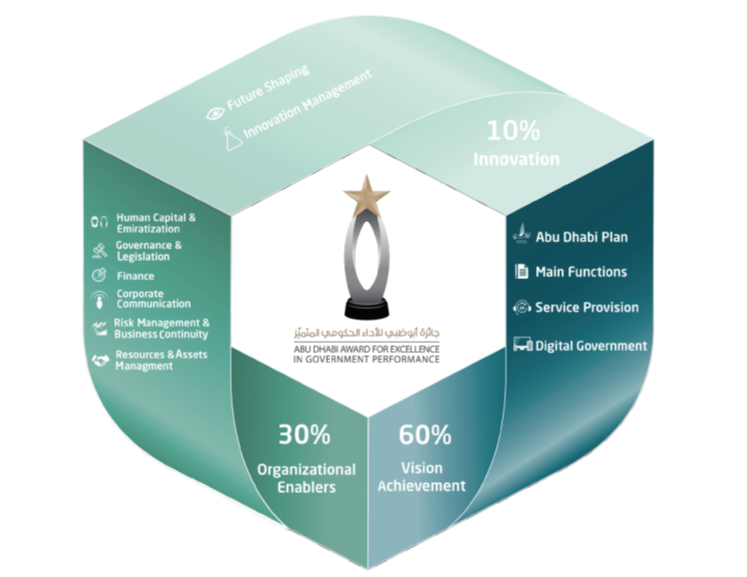 Future Shaping
Innovation Management
10%
Innovation
Human Capital &
Emiratization
Governance &
Legislation
Finance
Corporate
Communication
Risk Management &
Business Continuity
Resources & Assets
Managment
جائزة أبوظبي للأداء الحكومي المتميّز
ABU DHABI AWARD FOR EXCELLENCE
IN GOVERNMENT PERFORMANCE
Abu Dhabi Plan
Main Functions
Service Provision
Digital Government
30%
Organizational
Enablers
60%
Vision
Achievement